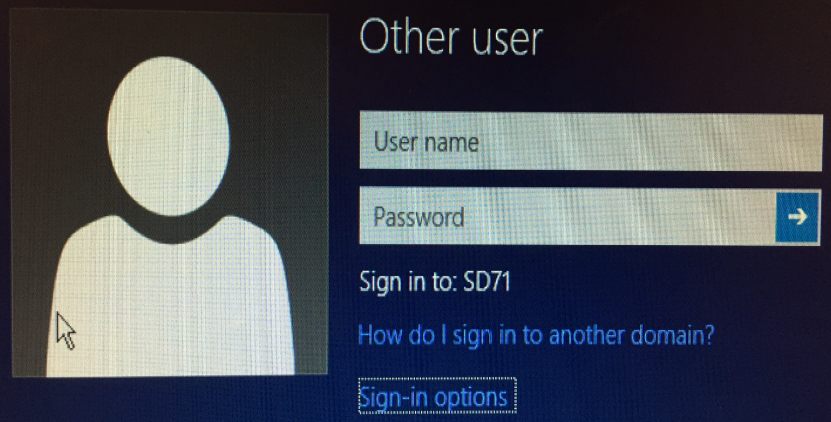 Other user
User name
Password
Sign in to: SD71
How do I sign in to another domain?
Sign-in options